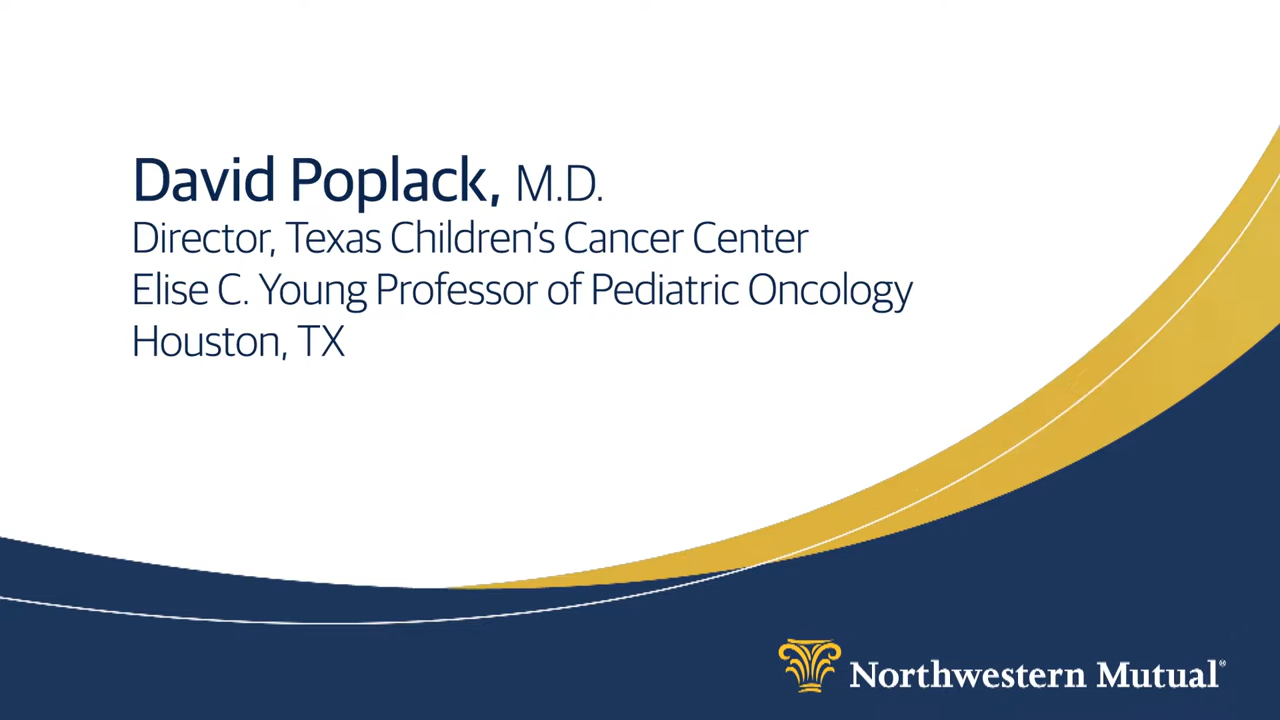 David Poplack, M.D.
Director, Texas Children's Cancer Center
Elise C. Young Professor of Pediatric Oncology
Houston, TX
Northwestern Mutual®